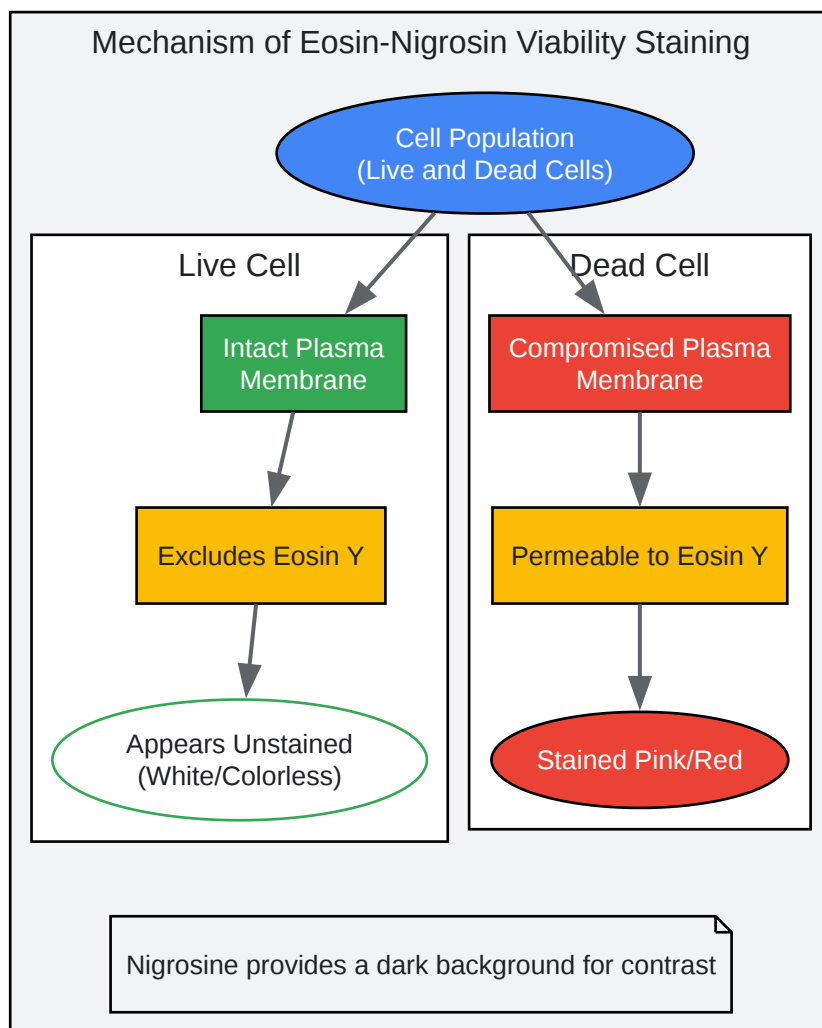 Mechanism of Eosin-Nigrosin Viability Staining
Cell Population
(Live and Dead Cells)
Live Cell
Intact Plasma
Membrane
Excludes Eosin Y
Appears Unstained
(White/Colorless)
Dead Cell
Compromised Plasma
Membrane
Permeable to Eosin Y
Stained Pink/Red
Nigrosine provides a dark background for contrast